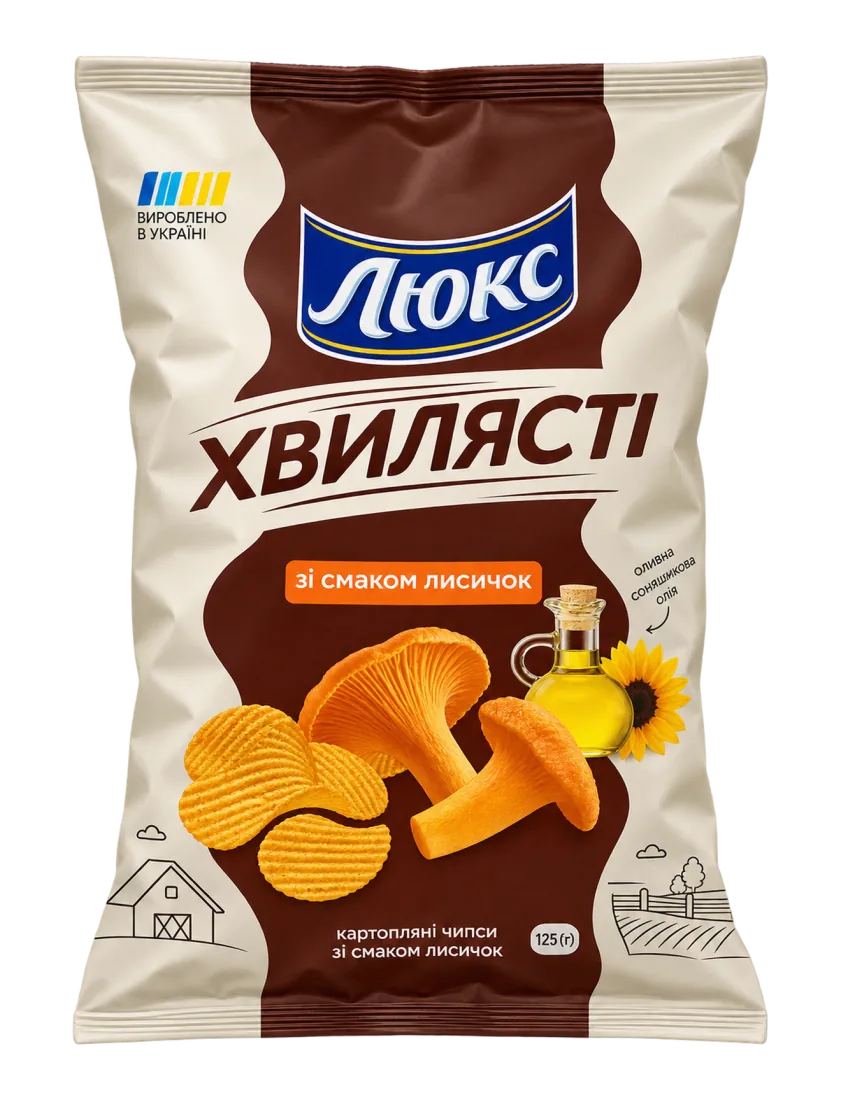 ВИРОБЛЕНО
В УКРАЇНІ
Люкс
ХВИЛЯСТІ
зі смаком лисичок
оливна
соняшникова
олія
картопляні чипси
зі смаком лисичок
125 (г)